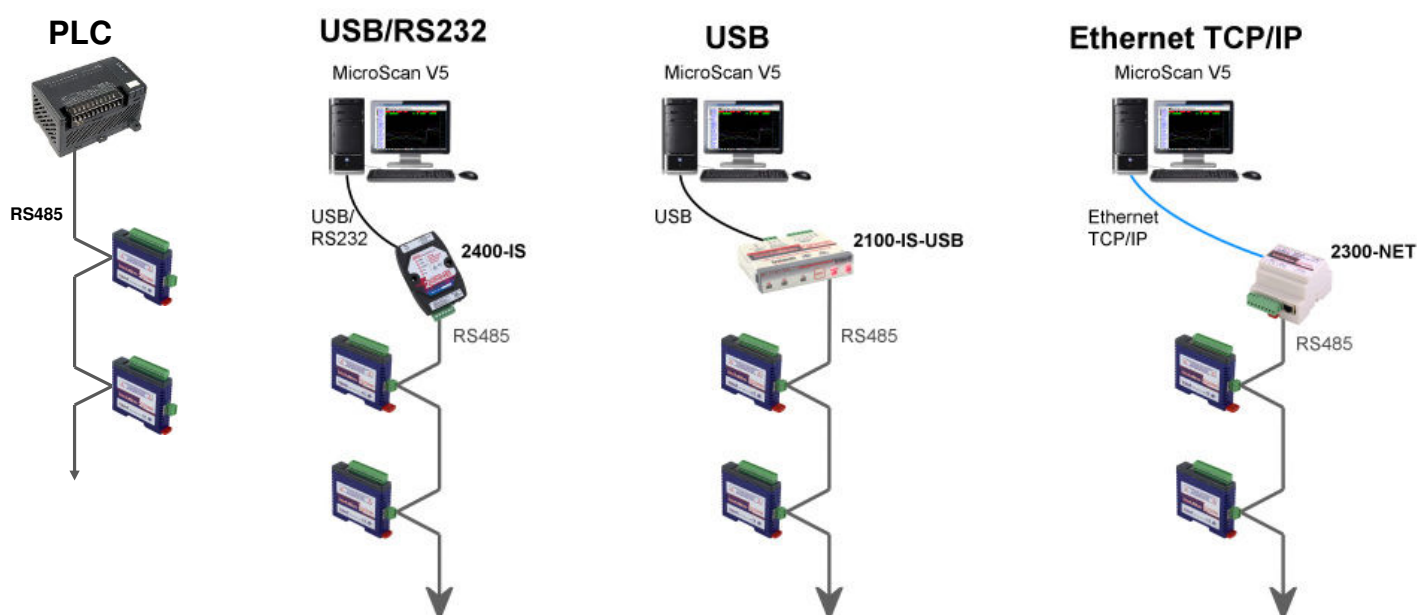 PLC
RS485
USB/RS232
MicroScan V5
USB/
RS232
2400-IS
RS485
USB
MicroScan V5
USB
2100-IS-USB
RS485
Ethernet TCP/IP
MicroScan V5
Ethernet
TCP/IP
2300-NET
RS485